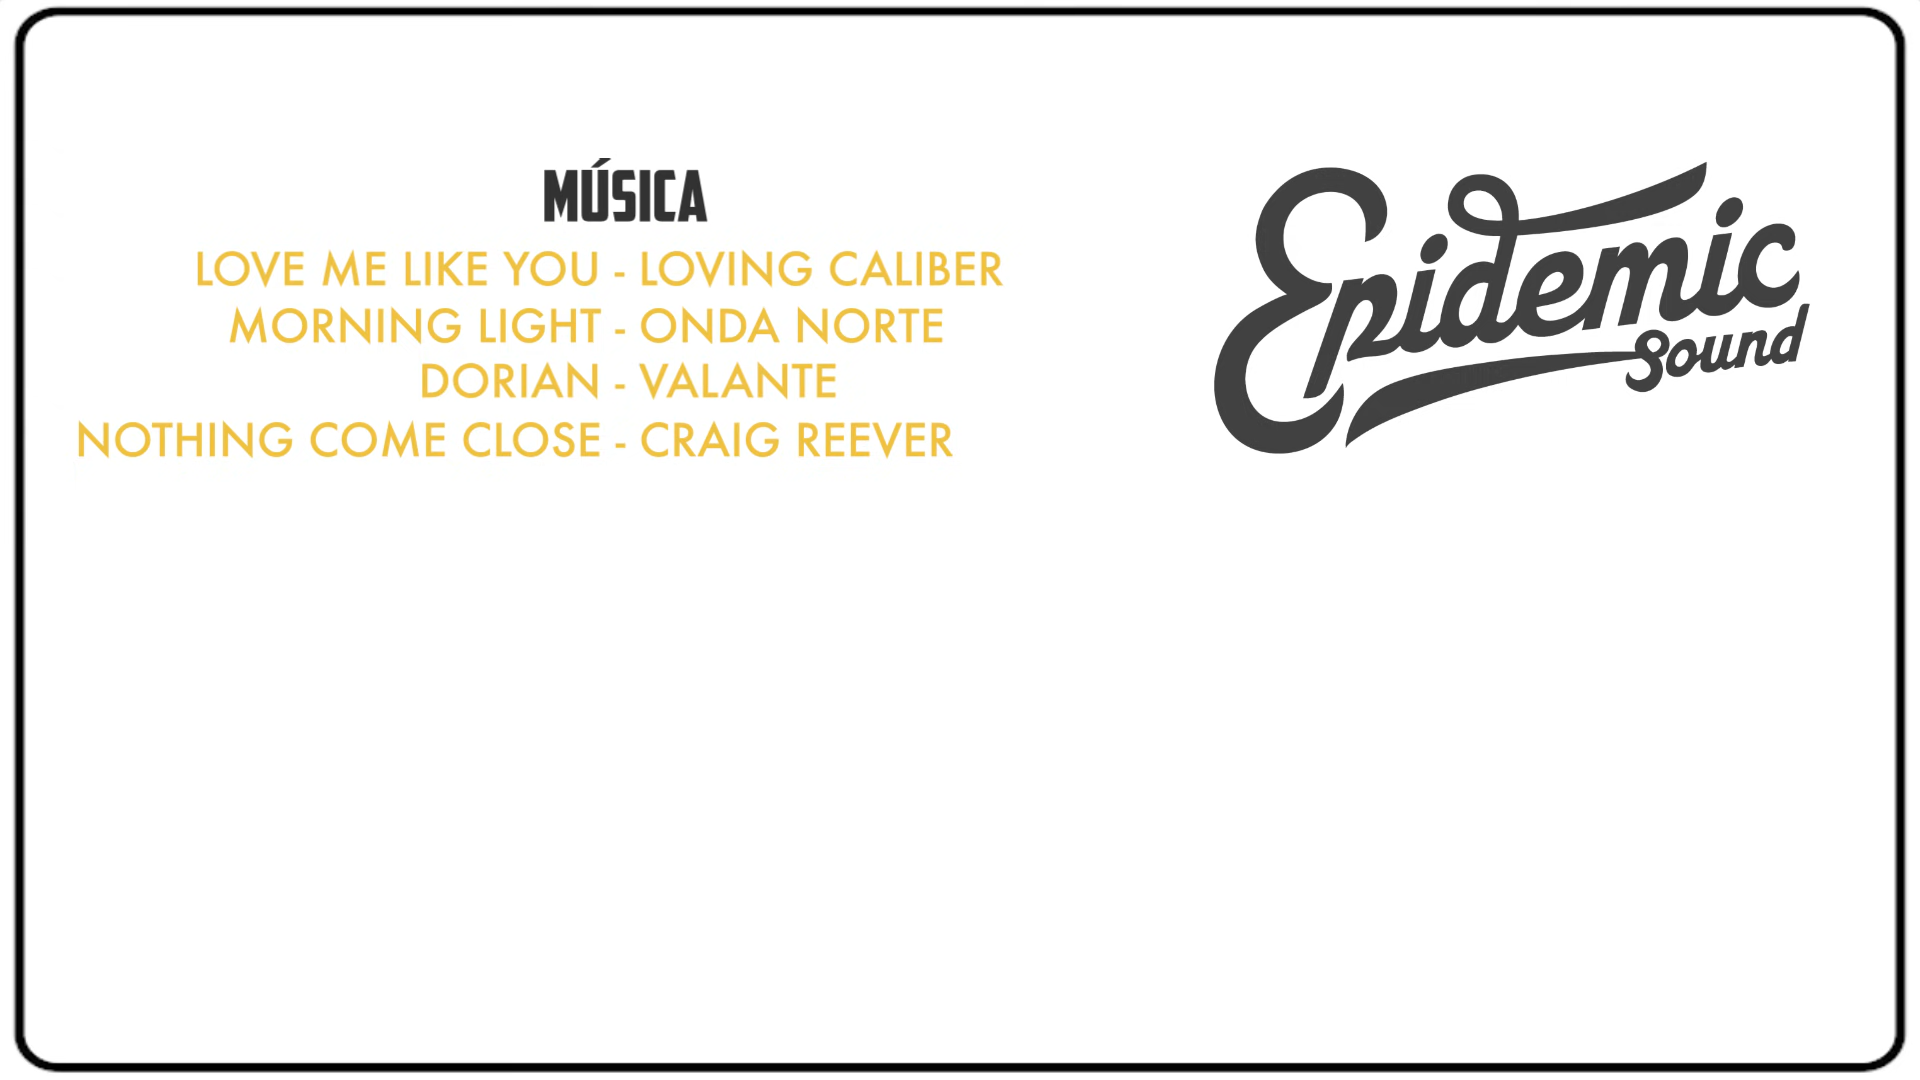 MÚSICA
LOVE ME LIKE YOU - LOVING CALIBER
MORNING LIGHT - ONDA NORTE
DORIAN - VALANTE
NOTHING COME CLOSE - CRAIG REEVER
Epidemic
Sound